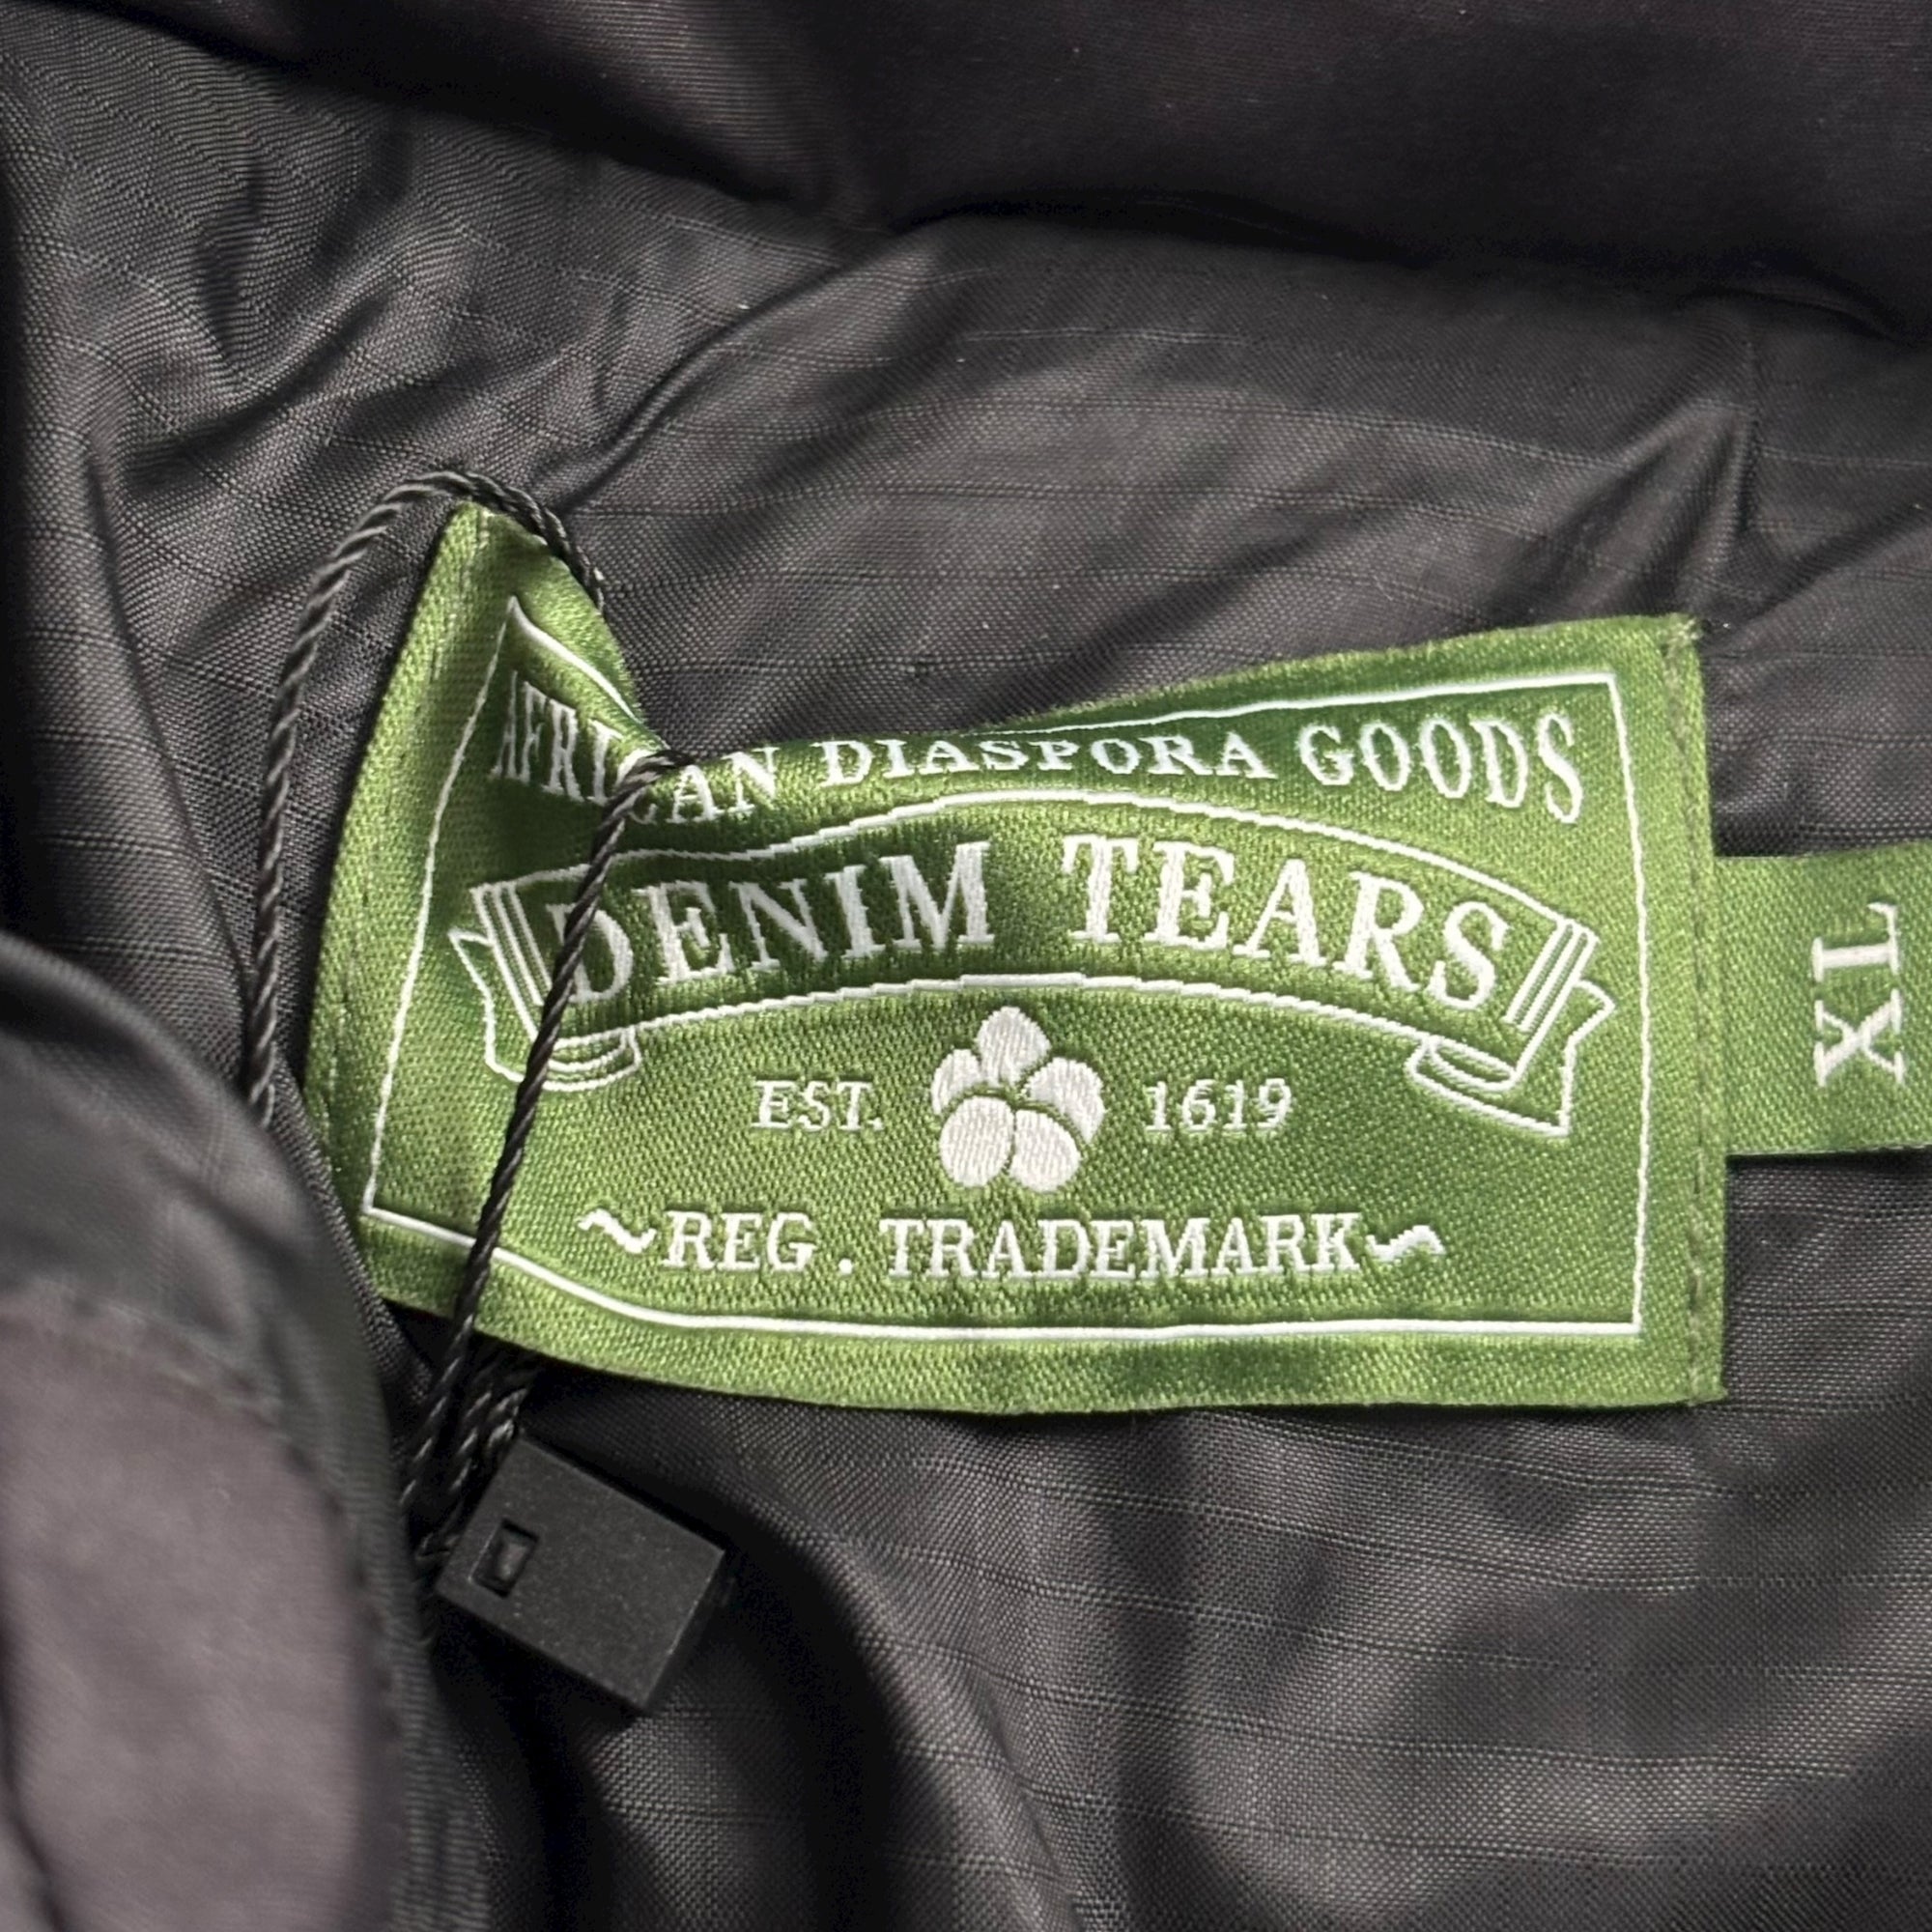 AFRICAN DIASPORA GOODS
DENIM TEARS
EST. 1619
~REG. TRADEMARK~
XL